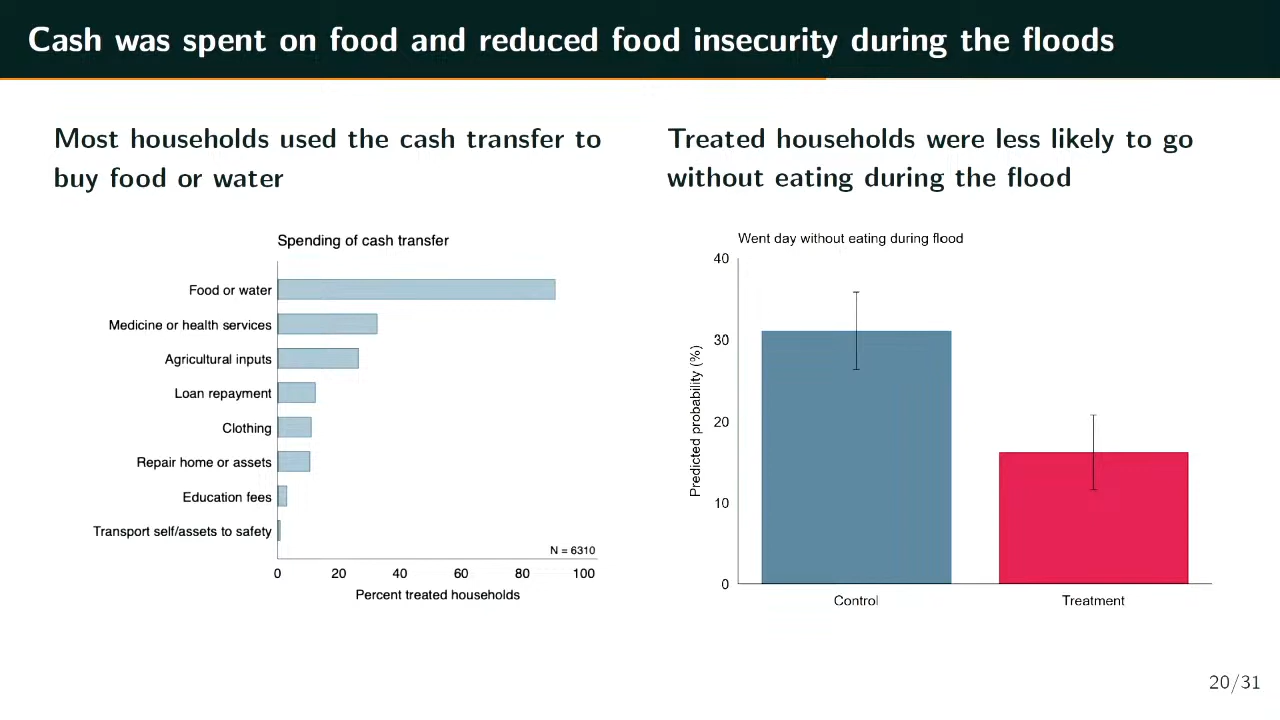 Cash was spent on food and reduced food insecurity during the floods
Most households used the cash transfer to
buy food or water
Spending of cash transfer
Food or water
Medicine or health services
Agricultural inputs
Loan repayment
Clothing
Repair home or assets
Education fees
Transport self/assets to safety
N = 6310
0 20 40 60 80 100
Percent treated households
Treated households were less likely to go
without eating during the flood
Went day without eating during flood
Predicted probability (%)
40
30
20
10
0
Control Treatment
20/31